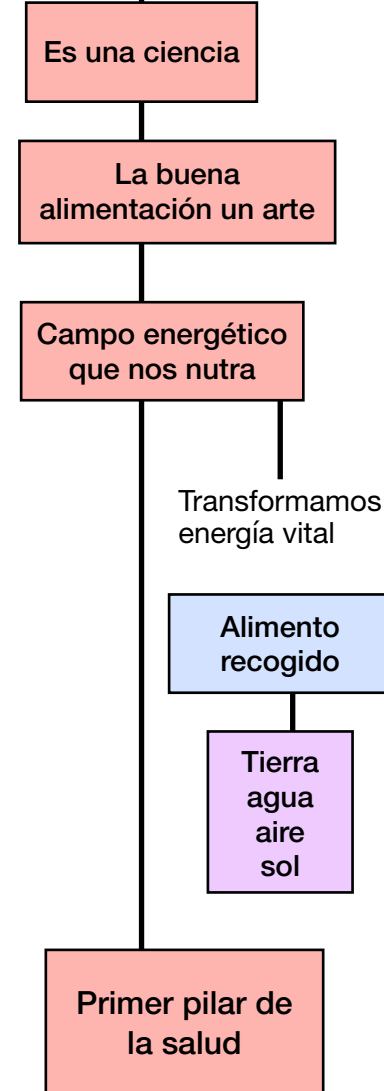 Es una ciencia
La buena
alimentación un arte
Campo energético
que nos nutra
Transformamos
energía vital
Alimento
recogido
Tierra
agua
aire
sol
Primer pilar de
la salud